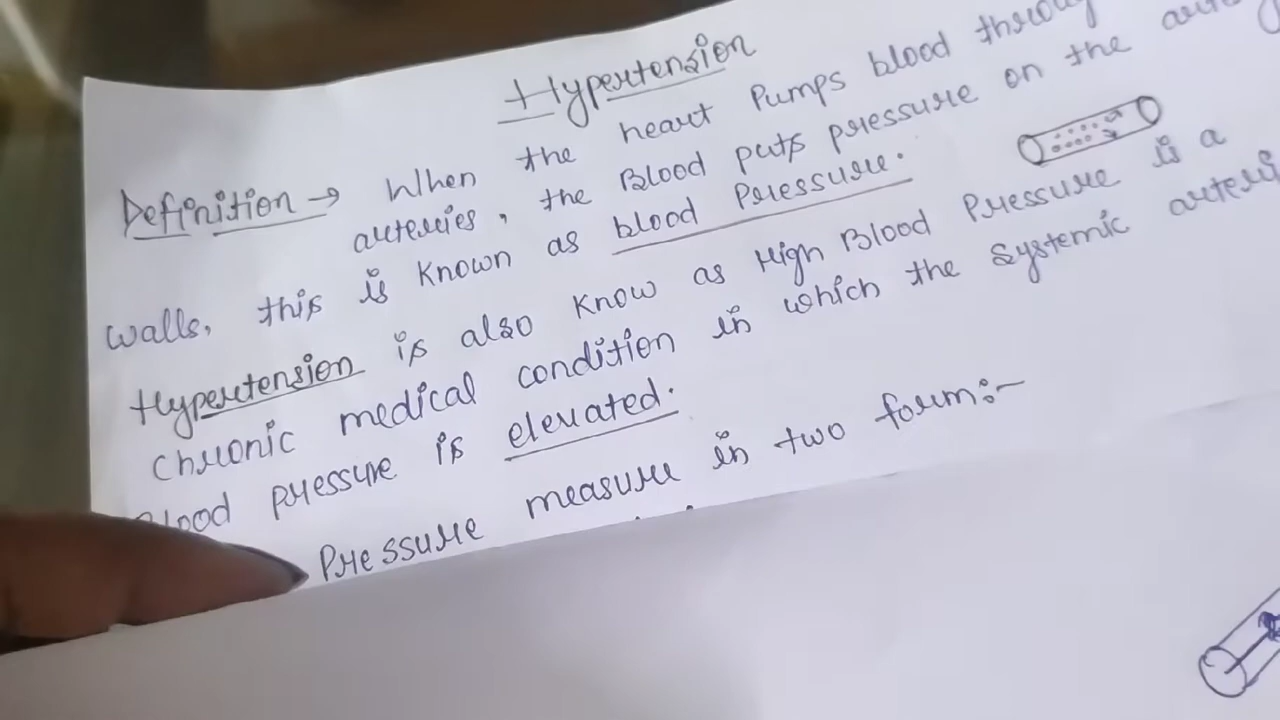 Hypertension
Definition → When the heart Pumps blood
arteries, the Blood puts pressure on the
walls, this is known as blood Pressure.
Hypertension is also know as High Blood Pressure is a
chronic medical condition in which the systemic
Blood pressure is elevated.
Pressure measure in two form:-